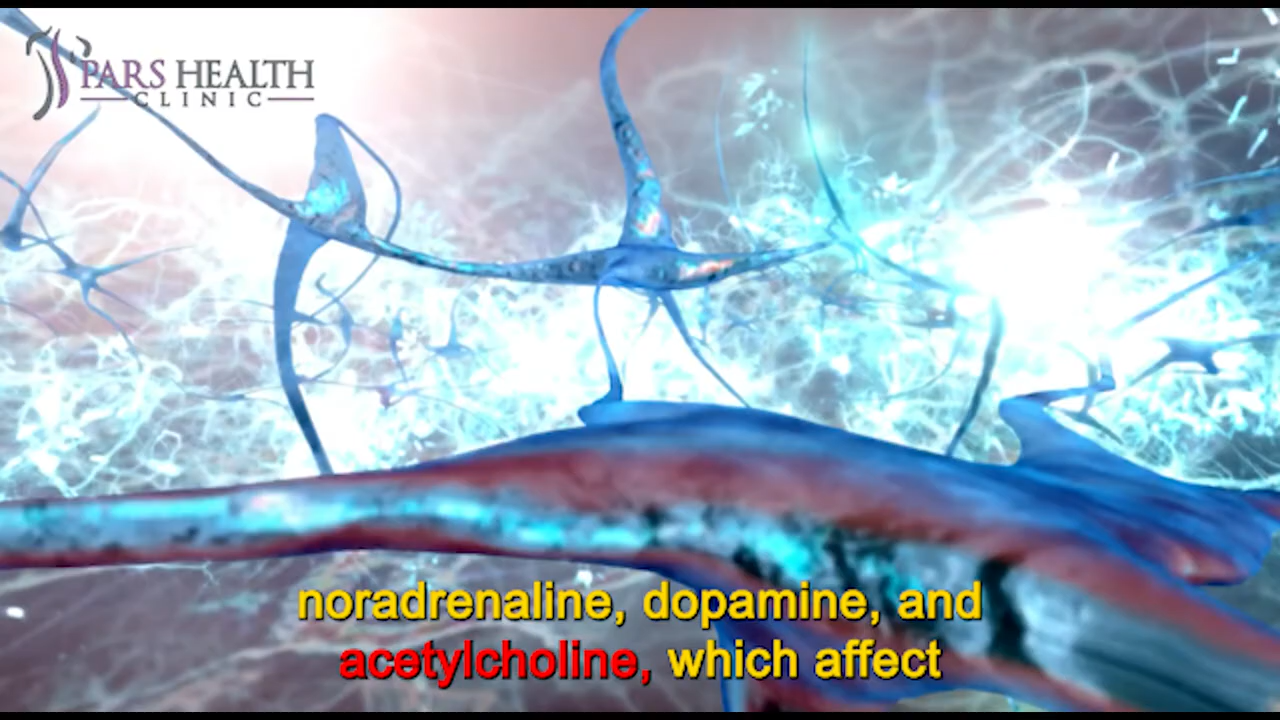 PARS HEALTH
CLINIC
noradrenaline, dopamine, and
acetylcholine, which affect